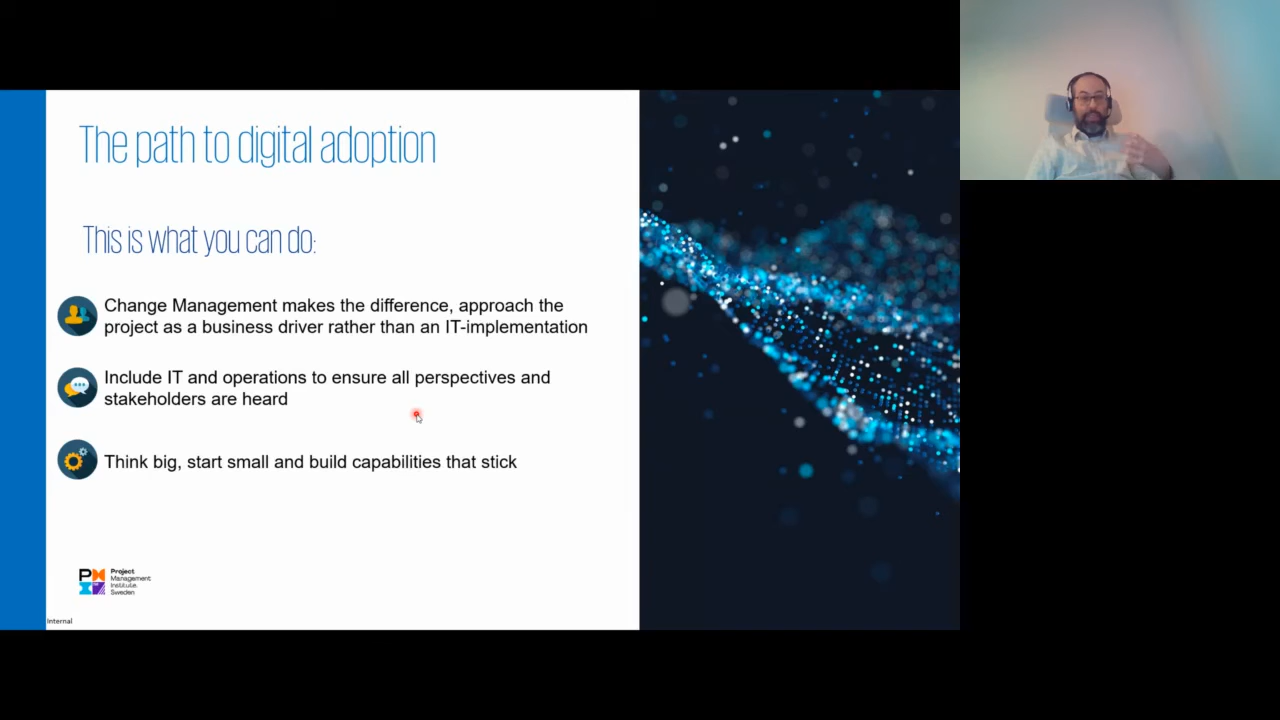 The path to digital adoption
This is what you can do:
Change Management makes the difference, approach the
project as a business driver rather than an IT-implementation
Include IT and operations to ensure all perspectives and
stakeholders are heard
Think big, start small and build capabilities that stick
Project
Management
Institute.
Sweden
Internal